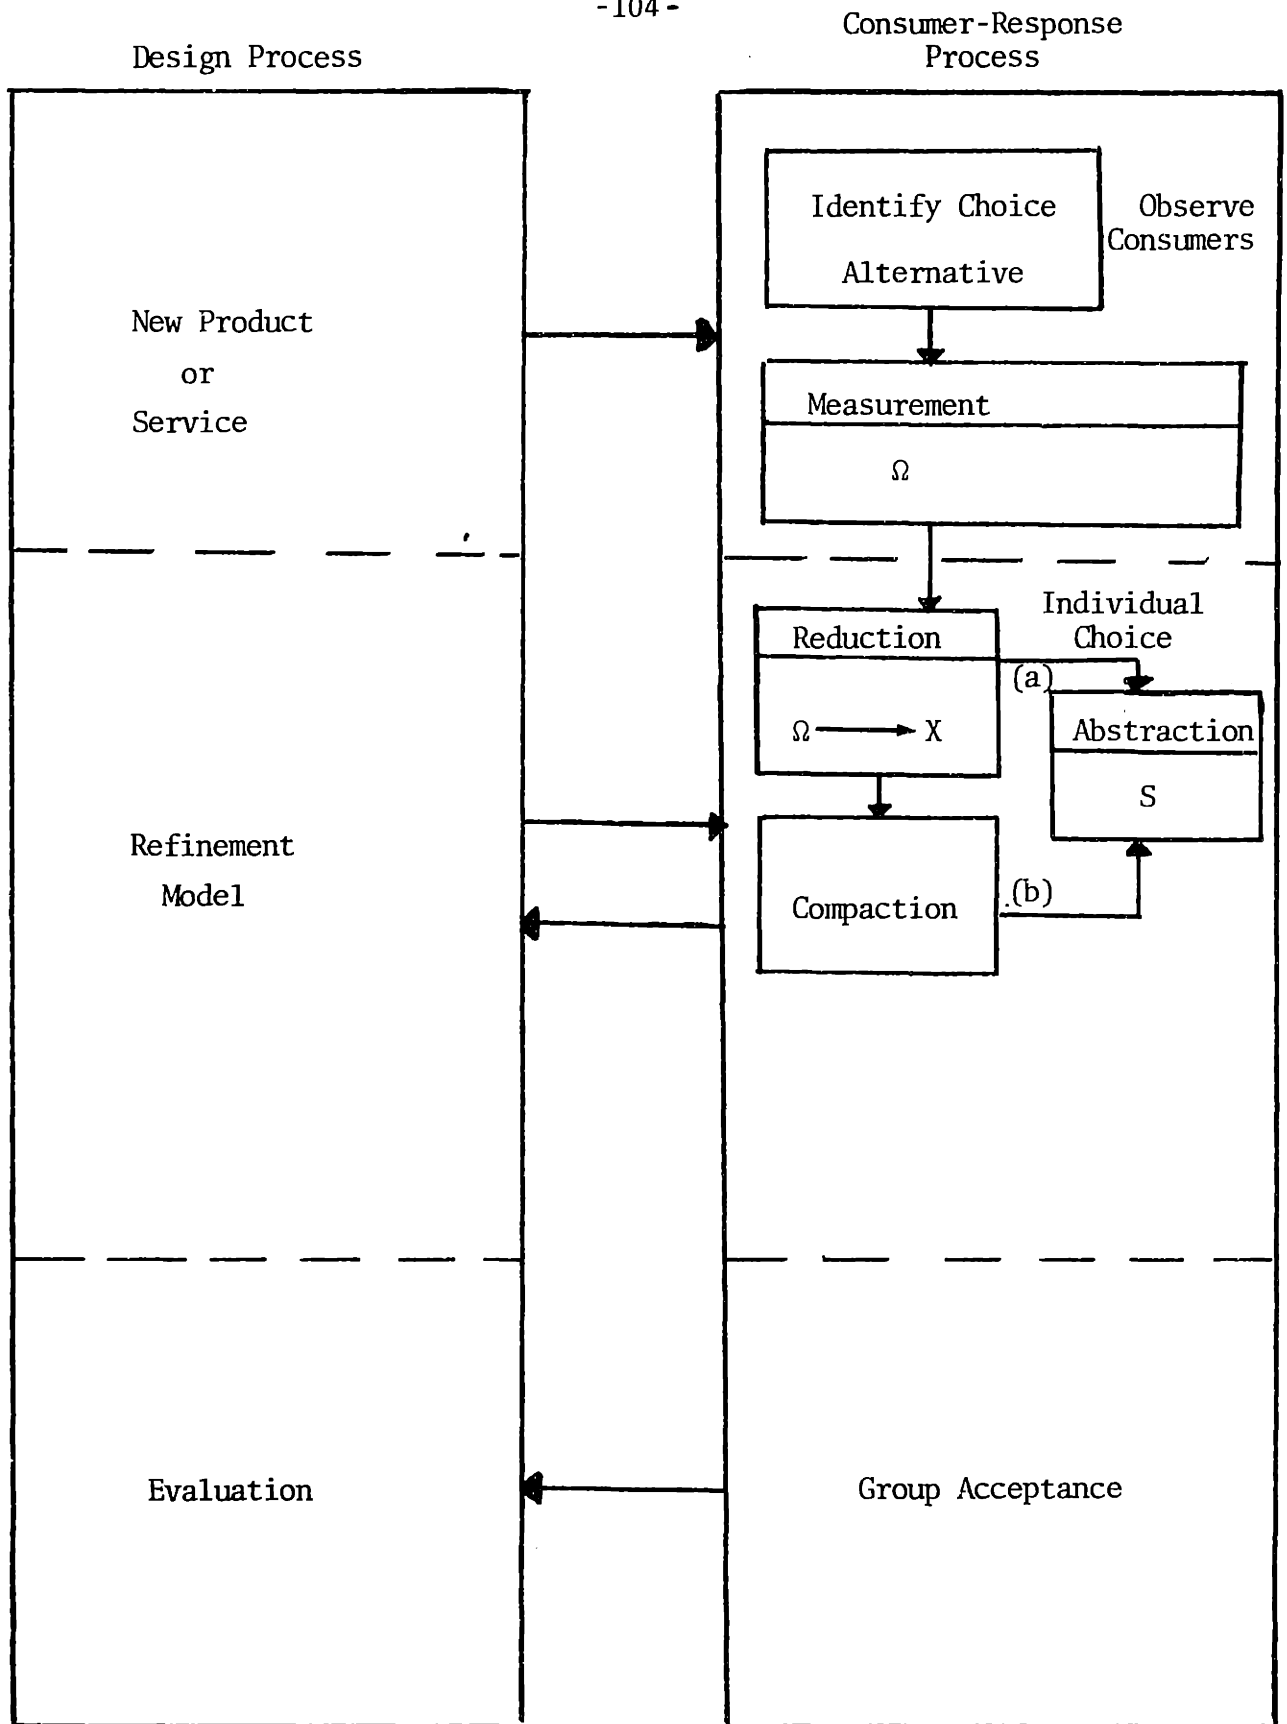 -104-
Design Process
Consumer-Response
Process
New Product
or
Service
Identify Choice
Alternative
Observe
Consumers
Measurement
Ω
Refinement
Model
Individual
Choice
Reduction
Ω → X
(a)
Abstraction
S
Compaction
(b)
Evaluation
Group Acceptance